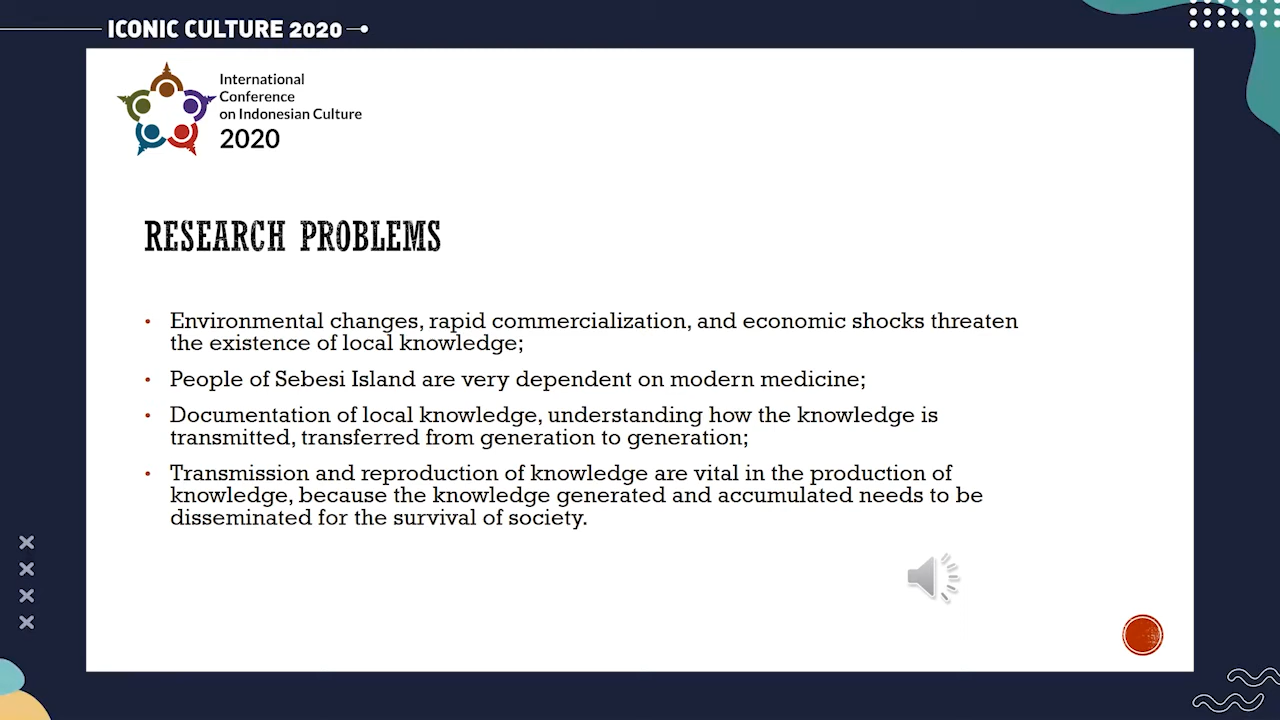 ICONIC CULTURE 2020
International
Conference
on Indonesian Culture
2020
RESEARCH PROBLEMS
• Environmental changes, rapid commercialization, and economic shocks threaten
the existence of local knowledge;
• People of Sebesi Island are very dependent on modern medicine;
• Documentation of local knowledge, understanding how the knowledge is
transmitted, transferred from generation to generation;
• Transmission and reproduction of knowledge are vital in the production of
knowledge, because the knowledge generated and accumulated needs to be
disseminated for the survival of society.